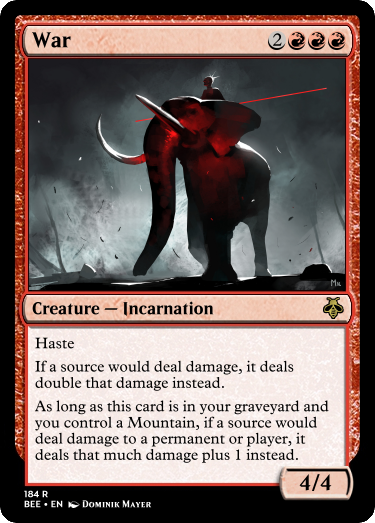 War
2
Haste
Creature — Incarnation
If a source would deal damage, it deals
double that damage instead.
As long as this card is in your graveyard and
you control a Mountain, if a source would
deal damage to a permanent or player, it
deals that much damage plus 1 instead.
4/4
184 R
BEE • EN DOMINIK MAYER